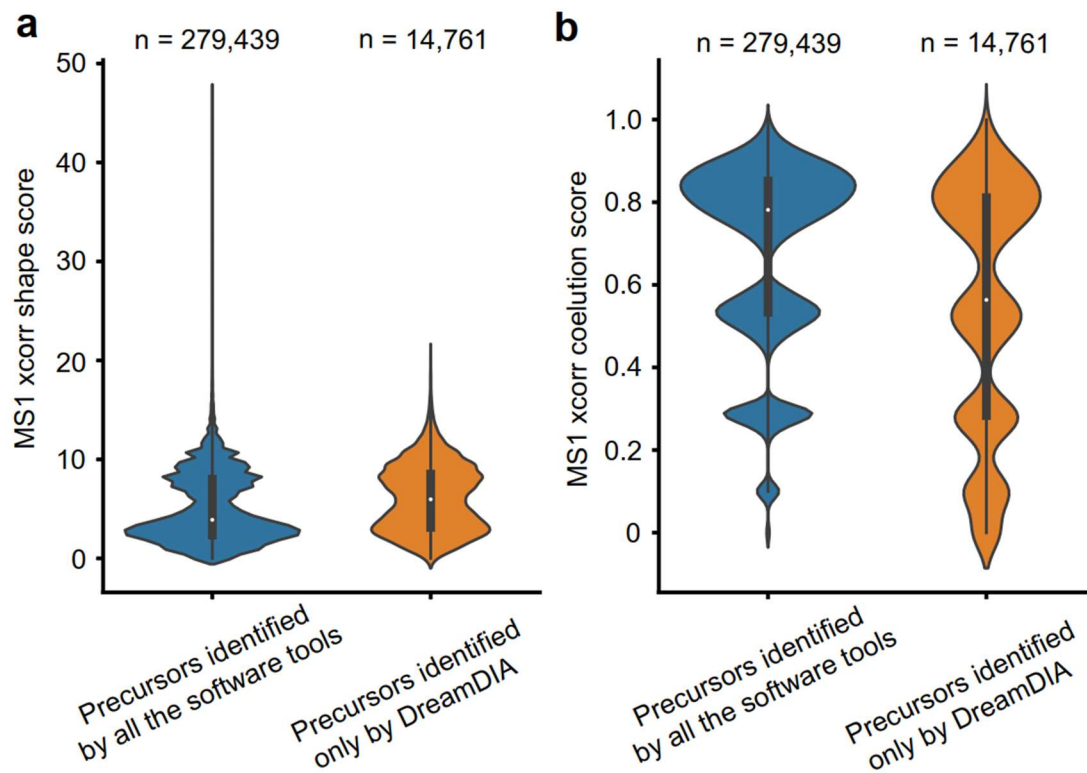 a
n = 279,439
n = 14,761
MS1 xcorr shape score
50
40
30
20
10
0
Precursors identified
by all the software tools
Precursors identified
only by DreamDIA
b
n = 279,439
n = 14,761
MS1 xcorr coelution score
1.0
0.8
0.6
0.4
0.2
0
Precursors identified
by all the software tools
Precursors identified
only by DreamDIA